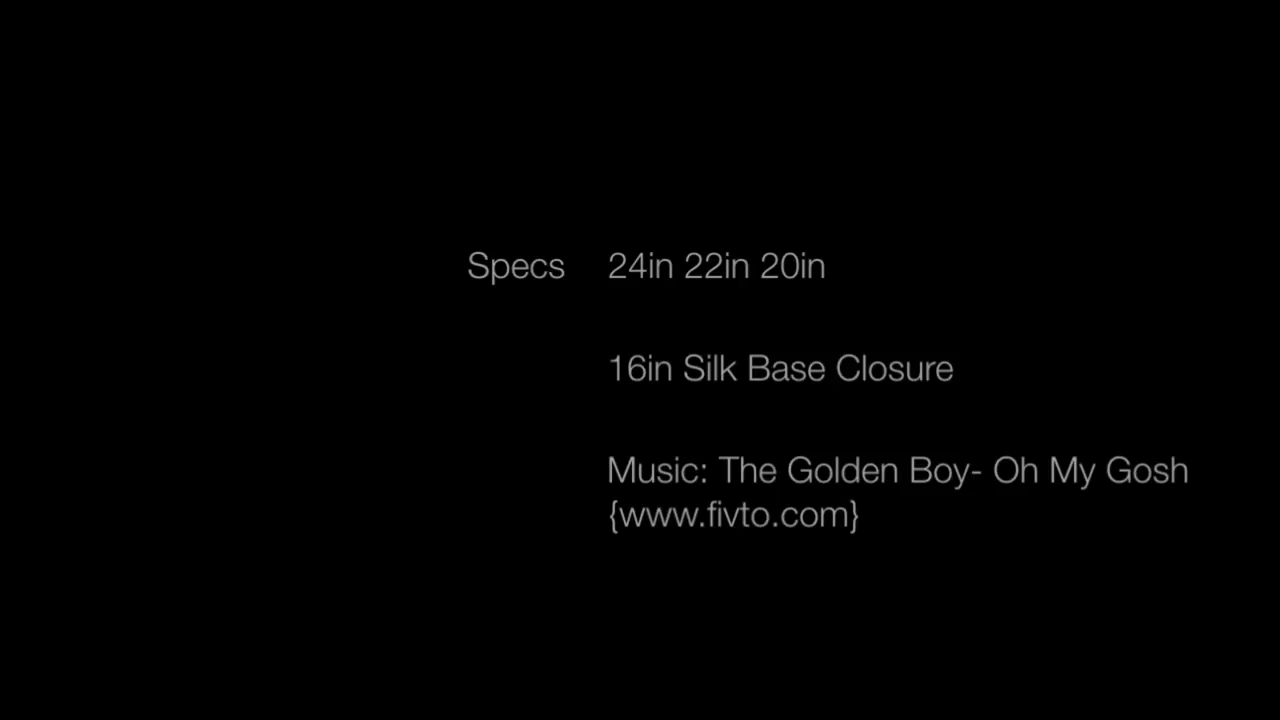 Specs 24in 22in 20in
16in Silk Base Closure
Music: The Golden Boy- Oh My Gosh
{www.fivto.com}